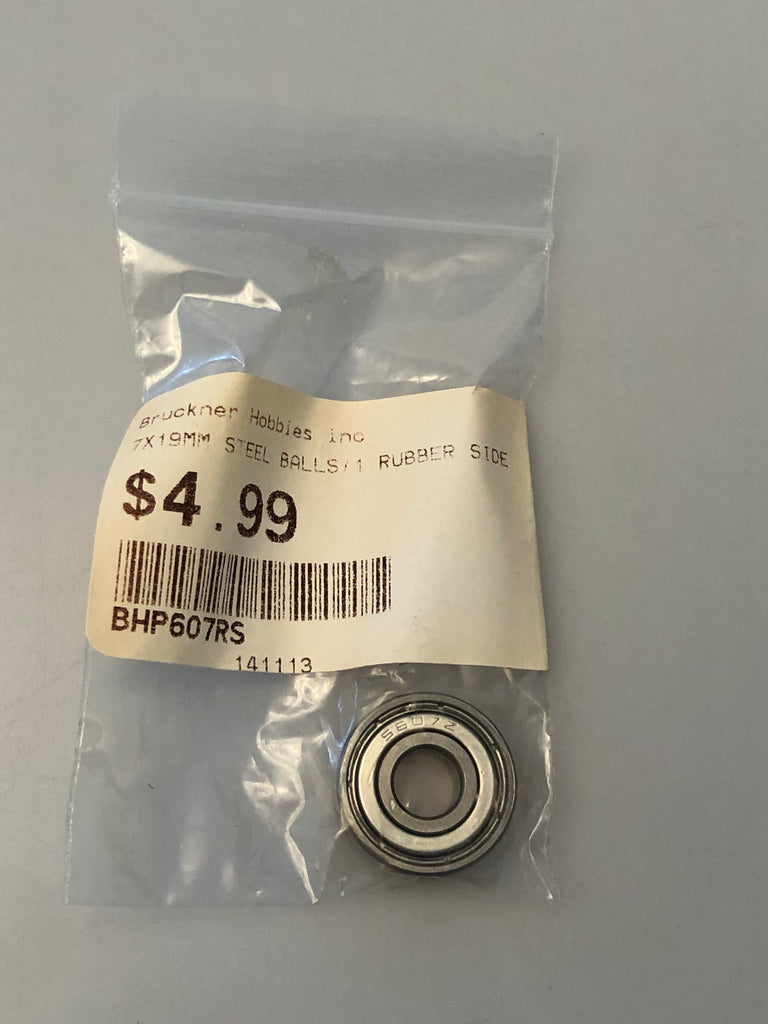 Bruckner Hobbies inc
7X19MM STEEL BALLS/1 RUBBER SIDE
$4.99
BHP607RS
141113
S607Z